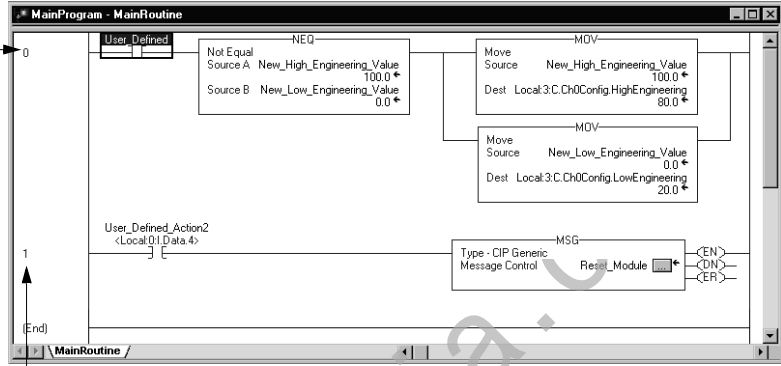 MainProgram - MainRoutine
0
User_Defined
NEQ
Not Equal
Source A New_High_Engineering_Value
100.0
Source B New_Low_Engineering_Value
0.0
MOV
Move
Source New_High_Engineering_Value
100.0
Dest Local:3:C.Ch0Config.HighEngineering
80.0
MOV
Move
Source New_Low_Engineering_Value
0.0
Dest Local:3:C.Ch0Config.LowEngineering
20.0
1
User_Defined_Action2
<Local:0:I.Data.4>
MSG
Type - CIP Generic
Message Control Reset_Module ...
EN
DN
ER
(End)
MainRoutine